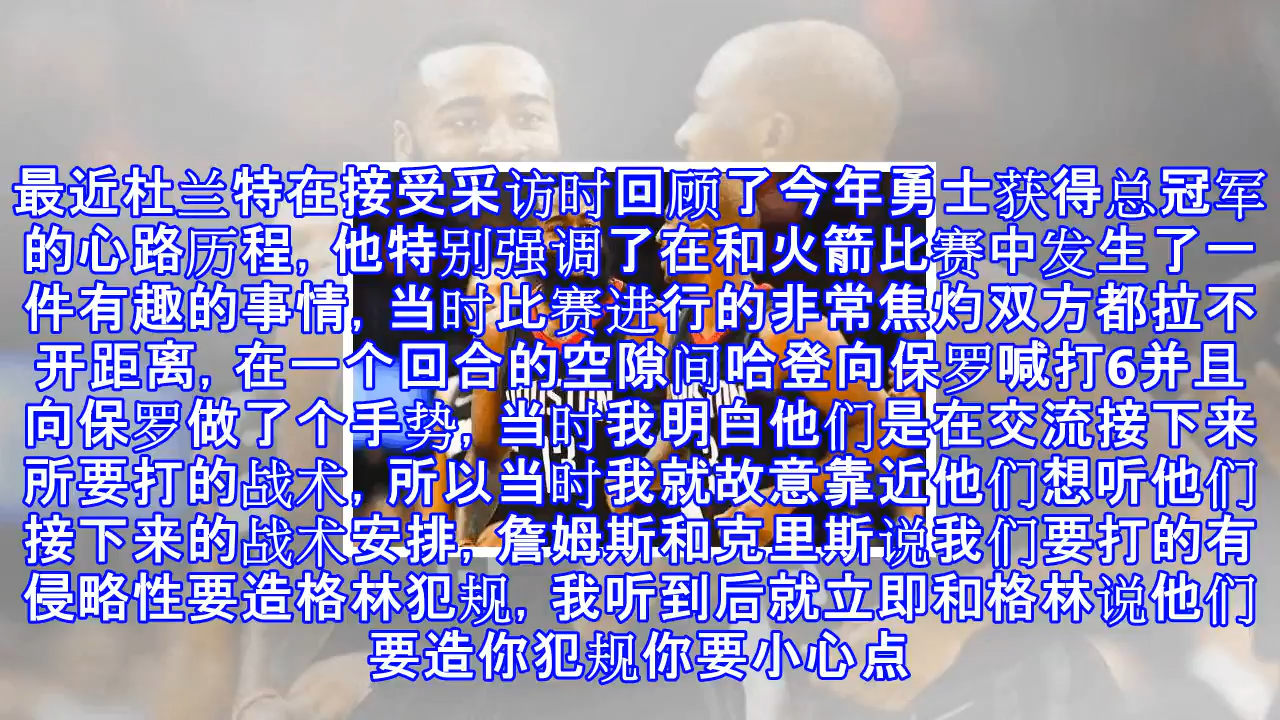 最近杜兰特在接受采访时回顾了今年勇士获得总冠军
的心路历程, 他特别强调了在和火箭比赛中发生了一
件有趣的事情, 当时比赛进行的非常焦灼双方都拉不
开距离, 在一个回合的空隙间哈登向保罗喊打6并且
向保罗做了个手势, 当时我明白他们是在交流接下来
所要打的战术, 所以当时我就故意靠近他们想听他们
接下来的战术安排, 詹姆斯和克里斯说我们要打的有
侵略性要造格林犯规, 我听到后就立即和格林说他们
要造你犯规你要小心点